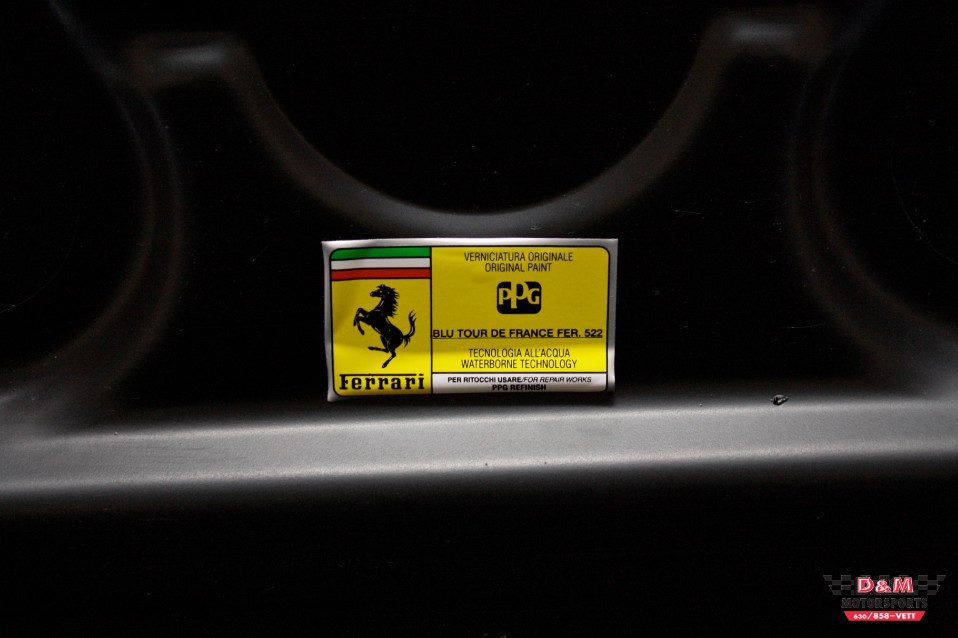 VERNICIATURA ORIGINALE
ORIGINAL PAINT
PPG
BLU TOUR DE FRANCE FER. 522
TECNOLOGIA ALL'ACQUA
WATERBORNE TECHNOLOGY
Ferrari
PER RITOCCHI USARE/FOR REPAIR WORKS
PPG REFINISH
D&M
MOTORSPORTS
630/858-VETT